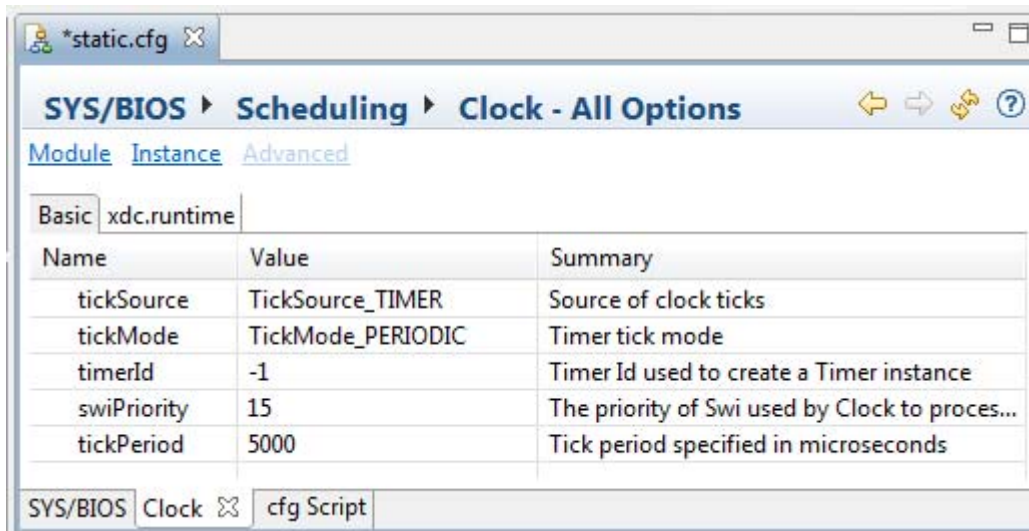 *static.cfg
SYS/BIOS Scheduling Clock - All Options
Module Instance Advanced
Basic xdc.runtime
Name Value Summary
tickSource TickSource_TIMER Source of clock ticks
tickMode TickMode_PERIODIC Timer tick mode
timerId -1 Timer Id used to create a Timer instance
swiPriority 15 The priority of Swi used by Clock to proces...
tickPeriod 5000 Tick period specified in microseconds
SYS/BIOS Clock cfg Script